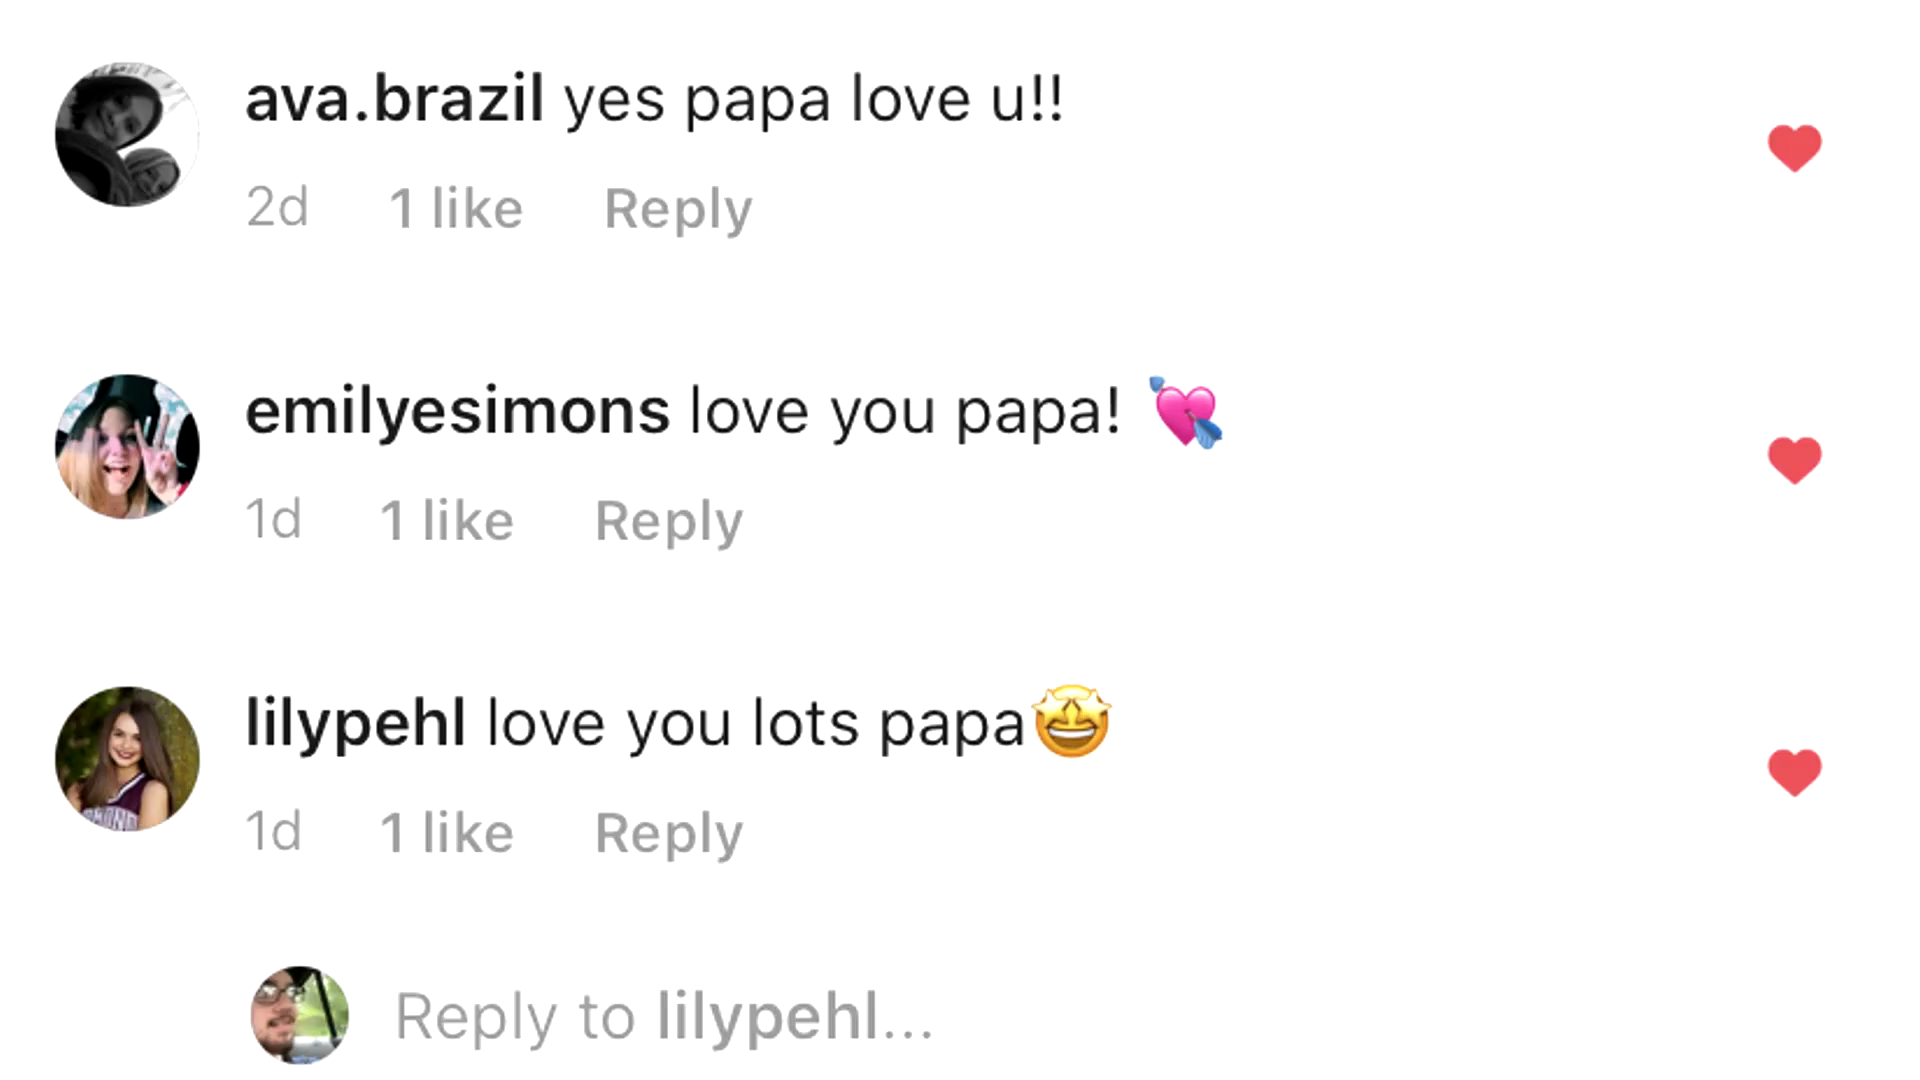 ava.brazil yes papa love u!!
2d 1 like Reply
emilyesimons love you papa! 💘
1d 1 like Reply
lilypehl love you lots papa🤩
1d 1 like Reply
Reply to lilypehl...